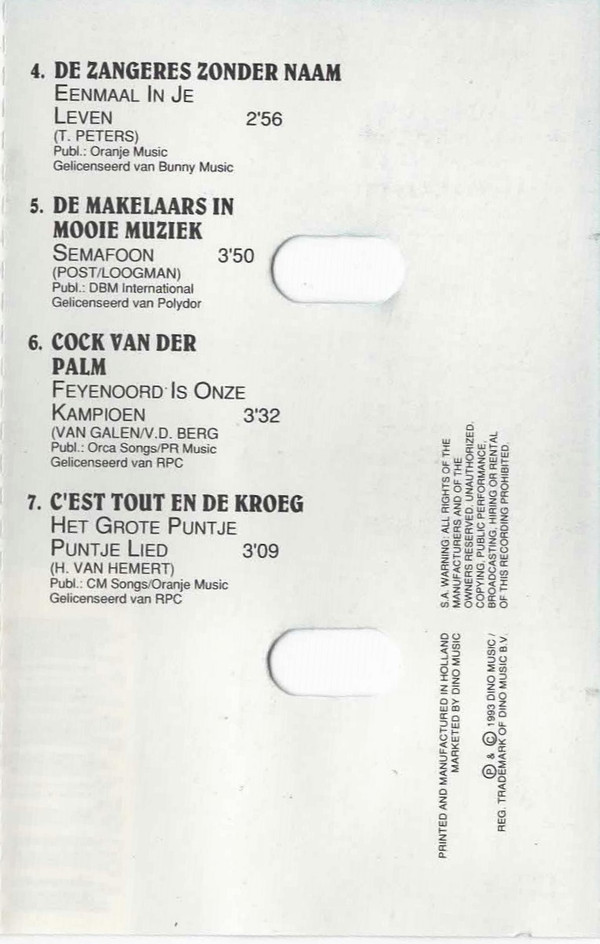 4. DE ZANGERES ZONDER NAAM
EENMAAL IN JE
LEVEN 2'56
(T. PETERS)
Publ.: Oranje Music
Gelicenseerd van Bunny Music
5. DE MAKELAARS IN
MOOIE MUZIEK
SEMAFOON 3'50
(POST/LOOGMAN)
Publ.: DBM International
Gelicenseerd van Polydor
6. COCK VAN DER
PALM
FEYENOORD IS ONZE
KAMPIOEN 3'32
(VAN GALEN/V.D. BERG
Publ.: Orca Songs/PR Music
Gelicenseerd van RPC
7. C'EST TOUT EN DE KROEG
HET GROTE PUNTJE
PUNTJE LIED 3'09
(H. VAN HEMERT)
Publ.: CM Songs/Oranje Music
Gelicenseerd van RPC
S.A. WARNING: ALL RIGHTS OF THE
MANUFACTURERS AND OF THE
OWNERS RESERVED. UNAUTHORIZED.
COPYING, PUBLIC PERFORMANCE,
BROADCASTING, HIRING OR RENTAL
OF THIS RECORDING PROHIBITED.
PRINTED AND MANUFACTURED IN HOLLAND
MARKETED BY DINO MUSIC
Ⓟ & © 1993 DINO MUSIC /
REG. TRADEMARK OF DINO MUSIC B.V.